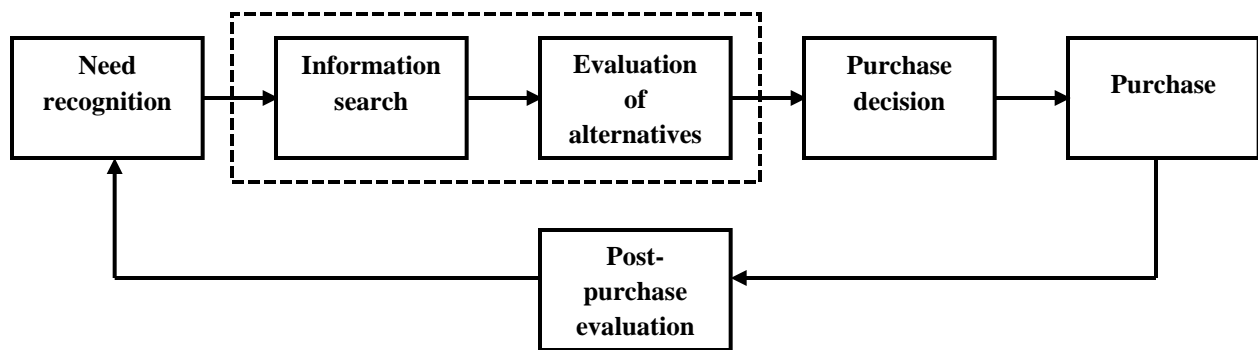 Need
recognition
Information
search
Evaluation
of
alternatives
Purchase
decision
Purchase
Post-
purchase
evaluation